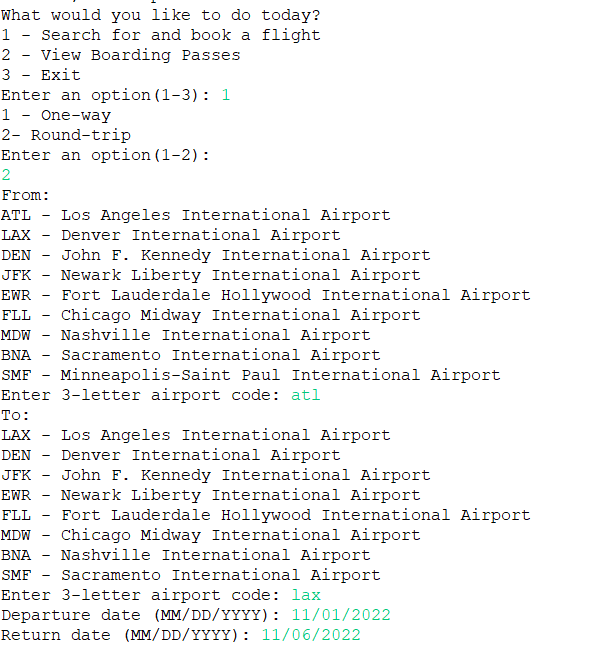 What would you like to do today?
1 - Search for and book a flight
2 - View Boarding Passes
3 - Exit
Enter an option(1-3): 1
1 - One-way
2- Round-trip
Enter an option(1-2):
2
From:
ATL - Los Angeles International Airport
LAX - Denver International Airport
DEN - John F. Kennedy International Airport
JFK - Newark Liberty International Airport
EWR - Fort Lauderdale Hollywood International Airport
FLL - Chicago Midway International Airport
MDW - Nashville International Airport
BNA - Sacramento International Airport
SMF - Minneapolis-Saint Paul International Airport
Enter 3-letter airport code: atl
To:
LAX - Los Angeles International Airport
DEN - Denver International Airport
JFK - John F. Kennedy International Airport
EWR - Newark Liberty International Airport
FLL - Fort Lauderdale Hollywood International Airport
MDW - Chicago Midway International Airport
BNA - Nashville International Airport
SMF - Sacramento International Airport
Enter 3-letter airport code: lax
Departure date (MM/DD/YYYY): 11/01/2022
Return date (MM/DD/YYYY): 11/06/2022